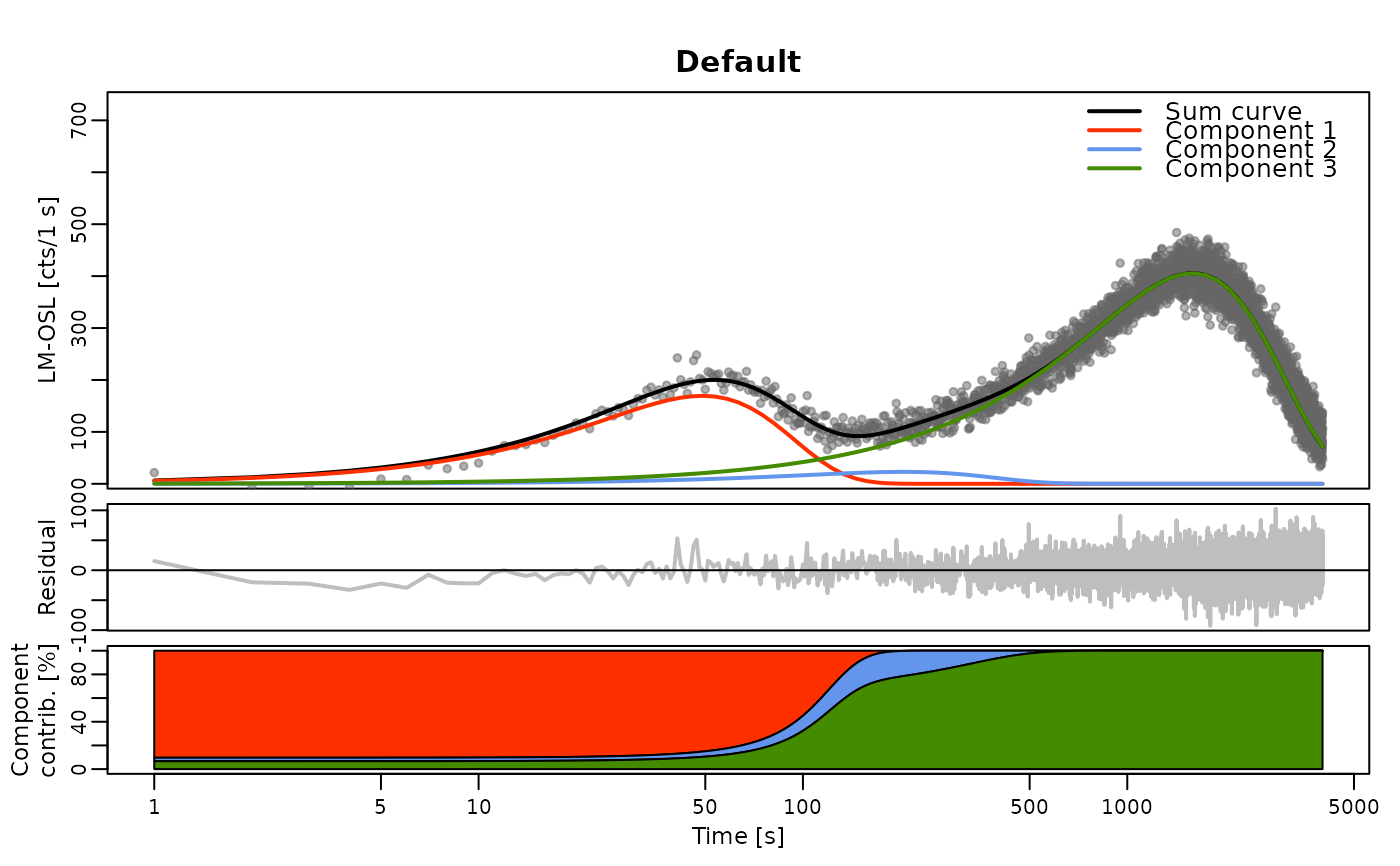 Default
LM-OSL [cts/1 s]
700
500
300
100
0
Sum curve
Component 1
Component 2
Component 3
Residual
100
0
-100
Component
contrib. [%]
80
40
0
1
5
10
50
100
500
1000
5000
Time [s]